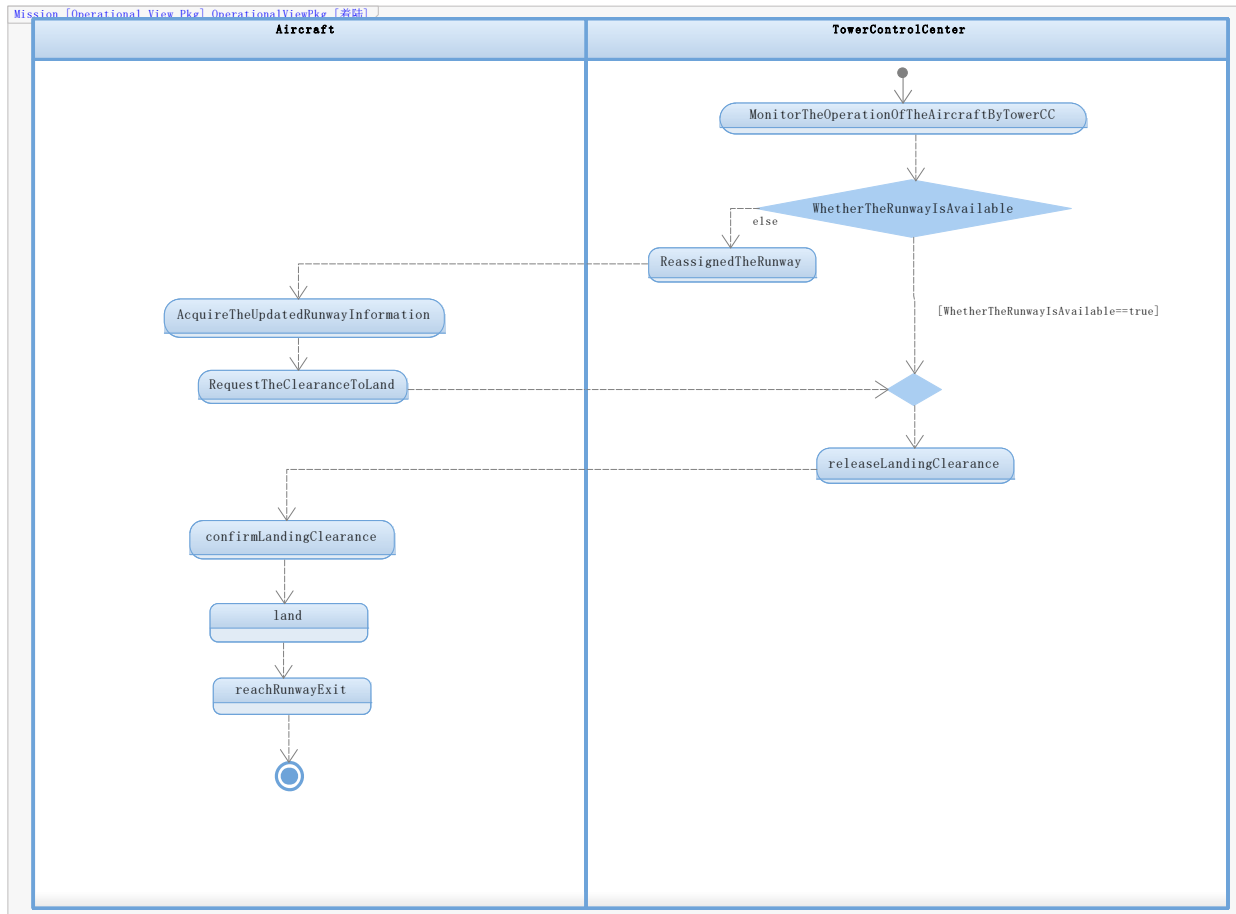 Mission [Operational View Pkg] OperationalViewPkg [着陆]
Aircraft
TowerControlCenter
MonitorTheOperationOfTheAircraftByTowerCC
WhetherTheRunwayIsAvailable
else
ReassignedTheRunway
[WhetherTheRunwayIsAvailable==true]
AcquireTheUpdatedRunwayInformation
RequestTheClearanceToLand
releaseLandingClearance
confirmLandingClearance
land
reachRunwayExit